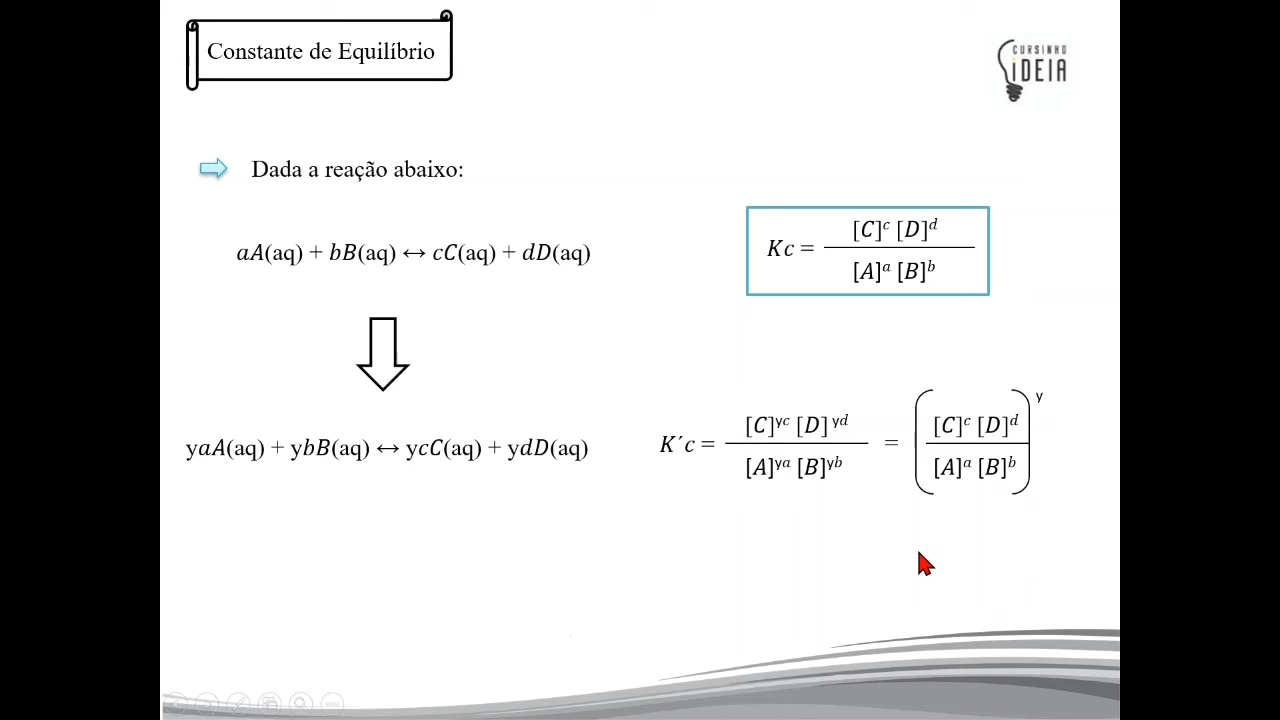 Constante de Equilíbrio
CURSINHO
iDEIA
Dada a reação abaixo:
aA(aq) + bB(aq) ↔ cC(aq) + dD(aq)
Kc = [C]ᶜ [D]ᵈ / [A]ᵃ [B]ᵇ
yaA(aq) + ybB(aq) ↔ ycC(aq) + ydD(aq)
K´c = [C]ʸᶜ [D]ʸᵈ / [A]ʸᵃ [B]ʸᵇ = ([C]ᶜ [D]ᵈ / [A]ᵃ [B]ᵇ)ʸ